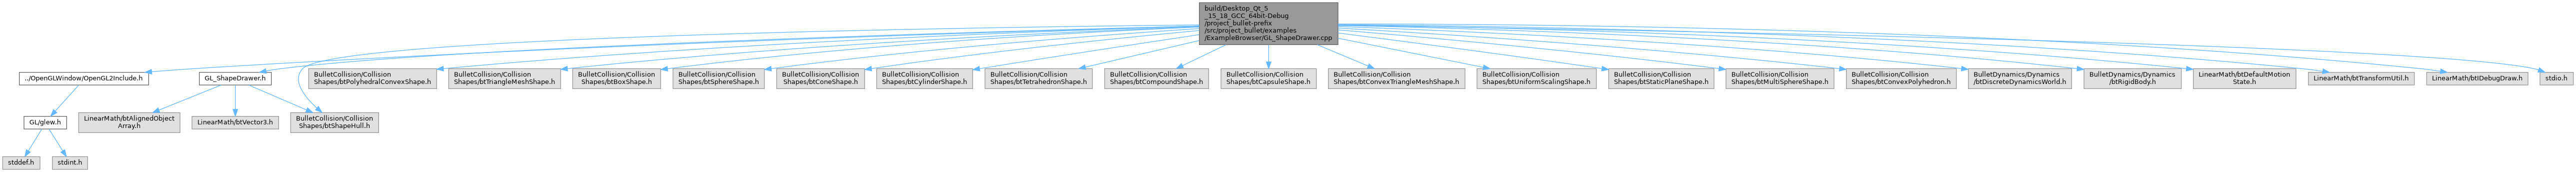 build/Desktop_Qt_5
_15_18_GCC_64bit-Debug
/project_bullet-prefix
/src/project_bullet/examples
/ExampleBrowser/GL_ShapeDrawer.cpp
../OpenGLWindow/OpenGL2Include.h
GL_ShapeDrawer.h
BulletCollision/Collision
Shapes/btPolyhedralConvexShape.h
BulletCollision/Collision
Shapes/btTriangleMeshShape.h
BulletCollision/Collision
Shapes/btBoxShape.h
BulletCollision/Collision
Shapes/btSphereShape.h
BulletCollision/Collision
Shapes/btConeShape.h
BulletCollision/Collision
Shapes/btCylinderShape.h
BulletCollision/Collision
Shapes/btTetrahedronShape.h
BulletCollision/Collision
Shapes/btCompoundShape.h
BulletCollision/Collision
Shapes/btCapsuleShape.h
BulletCollision/Collision
Shapes/btConvexTriangleMeshShape.h
BulletCollision/Collision
Shapes/btUniformScalingShape.h
BulletCollision/Collision
Shapes/btStaticPlaneShape.h
BulletCollision/Collision
Shapes/btMultiSphereShape.h
BulletCollision/Collision
Shapes/btConvexPolyhedron.h
BulletDynamics/Dynamics
/btDiscreteDynamicsWorld.h
BulletDynamics/Dynamics
/btRigidBody.h
LinearMath/btDefaultMotion
State.h
LinearMath/btTransformUtil.h
LinearMath/btIDebugDraw.h
stdio.h
GL/glew.h
LinearMath/btAlignedObject
Array.h
LinearMath/btVector3.h
BulletCollision/Collision
Shapes/btShapeHull.h
stddef.h
stdint.h